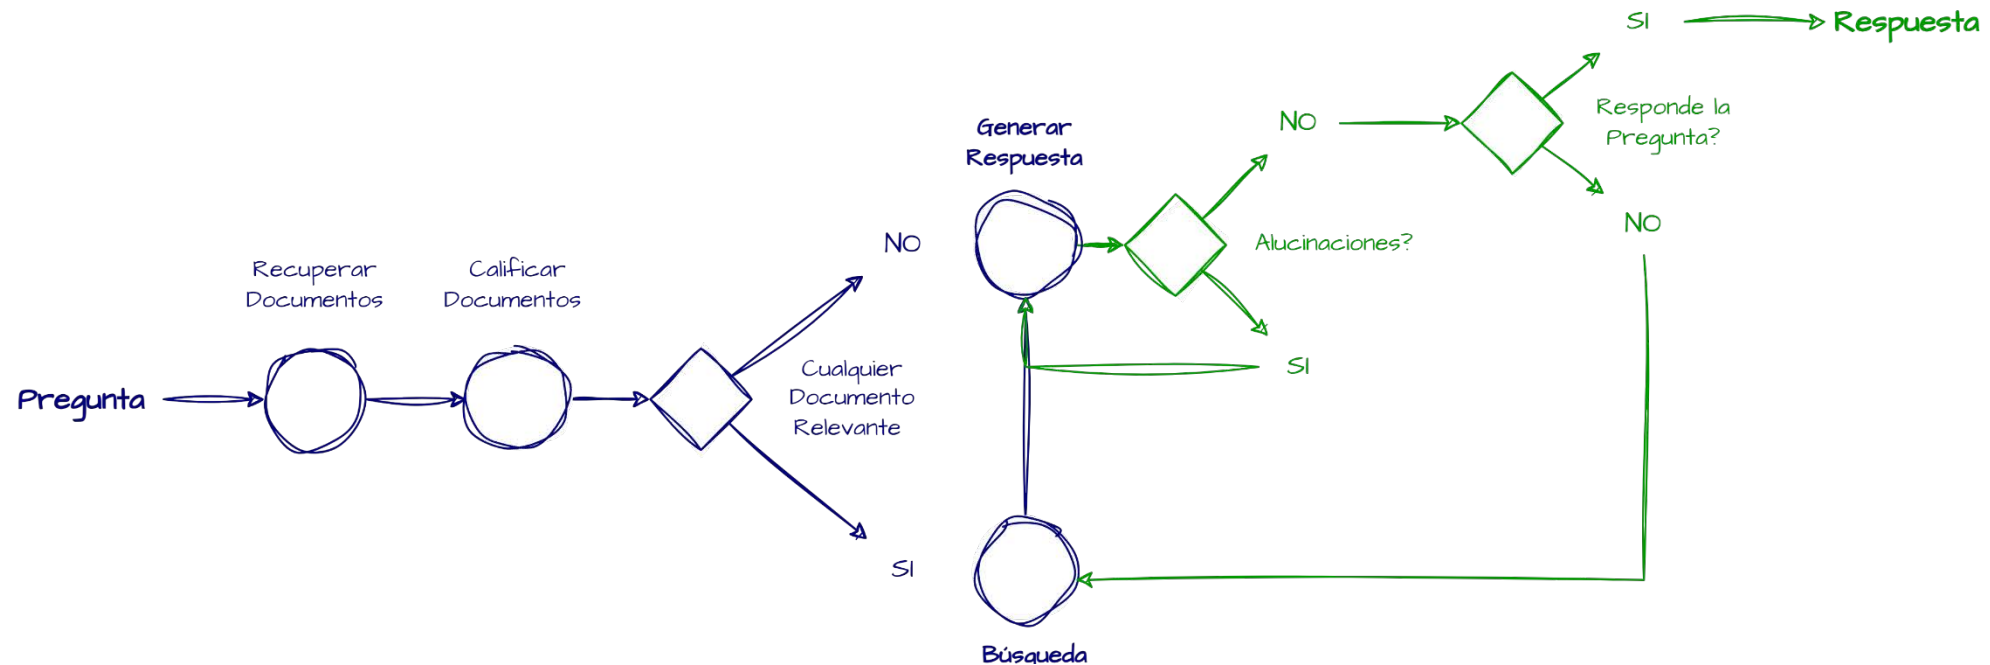 Pregunta
Recuperar
Documentos
Calificar
Documentos
NO
Cualquier
Documento
Relevante
SI
Generar
Respuesta
Búsqueda
NO
Alucinaciones?
SI
SI
Respuesta
Responde la
Pregunta?
NO